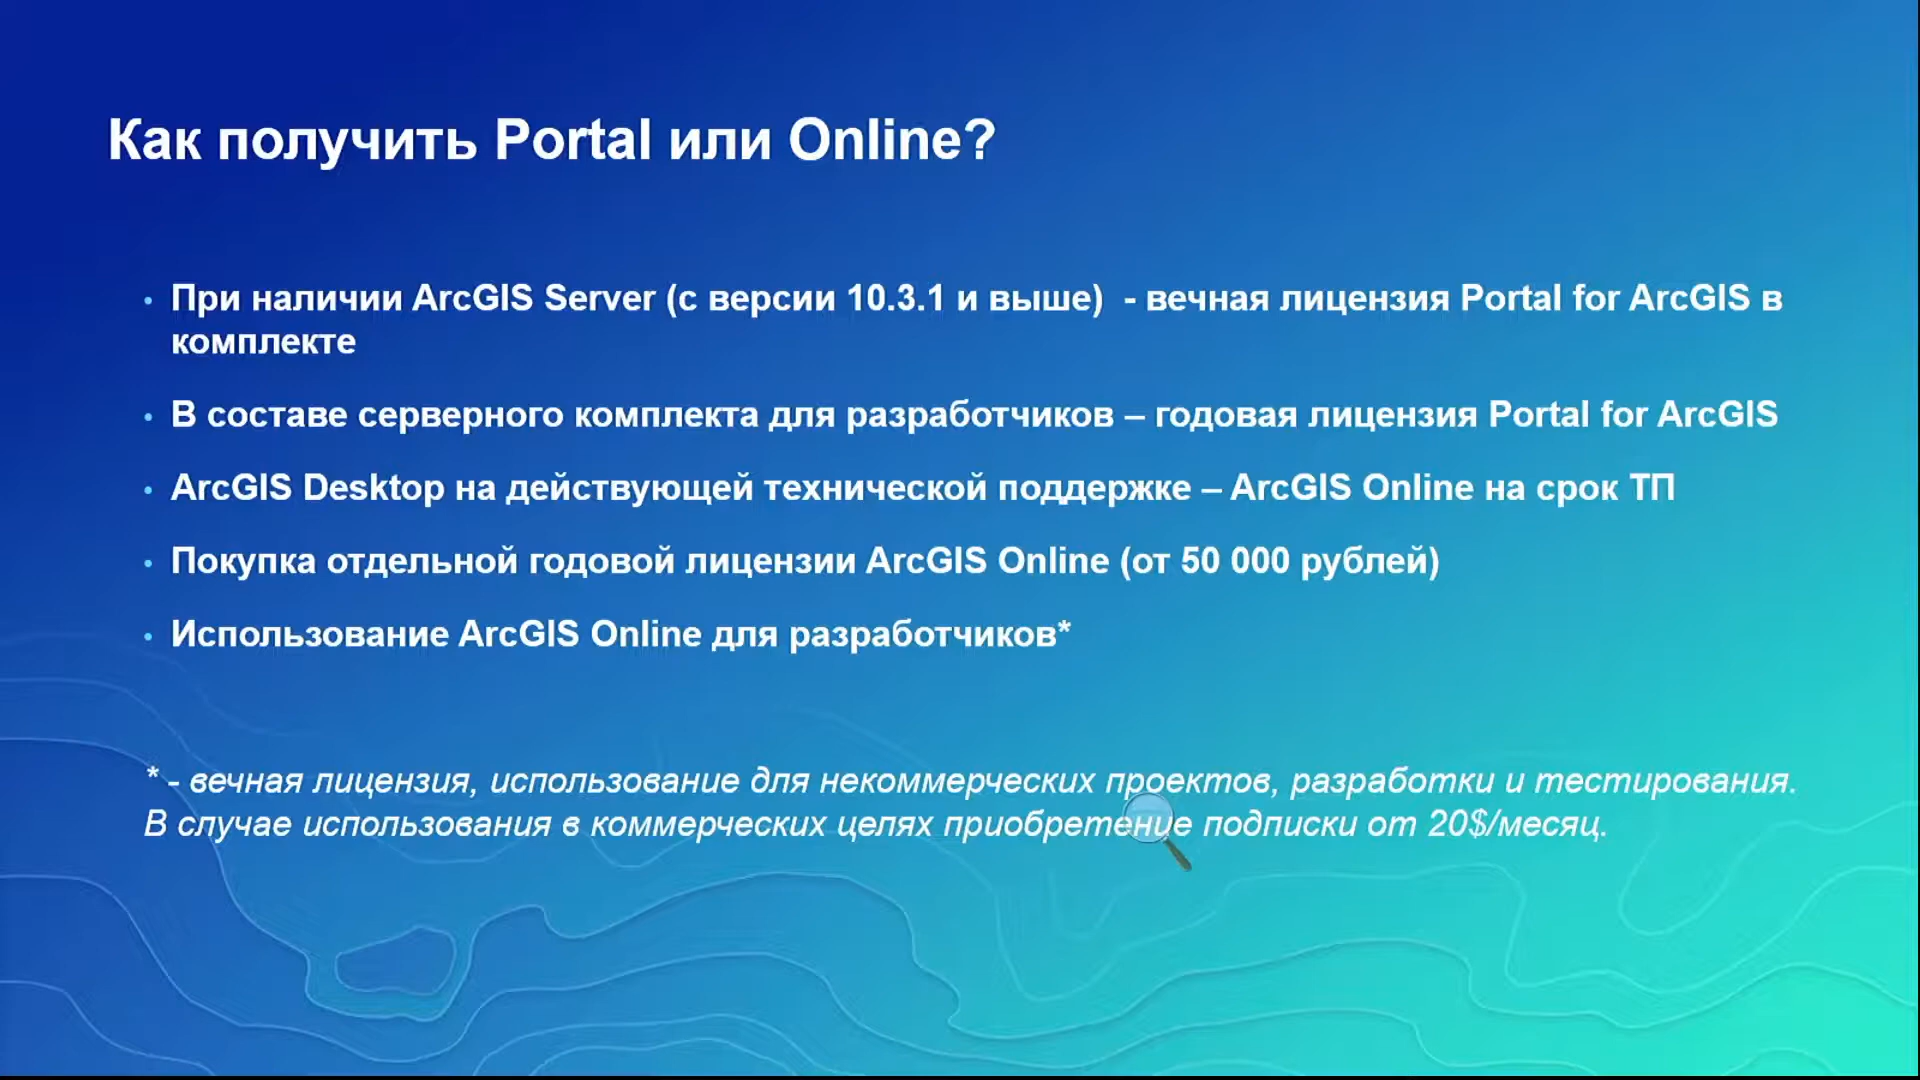 Как получить Portal или Online?
• При наличии ArcGIS Server (с версии 10.3.1 и выше)  - вечная лицензия Portal for ArcGIS в
комплекте
• В составе серверного комплекта для разработчиков – годовая лицензия Portal for ArcGIS
• ArcGIS Desktop на действующей технической поддержке – ArcGIS Online на срок ТП
• Покупка отдельной годовой лицензии ArcGIS Online (от 50 000 рублей)
• Использование ArcGIS Online для разработчиков*
* - вечная лицензия, использование для некоммерческих проектов, разработки и тестирования.
В случае использования в коммерческих целях приобретение подписки от 20$/месяц.